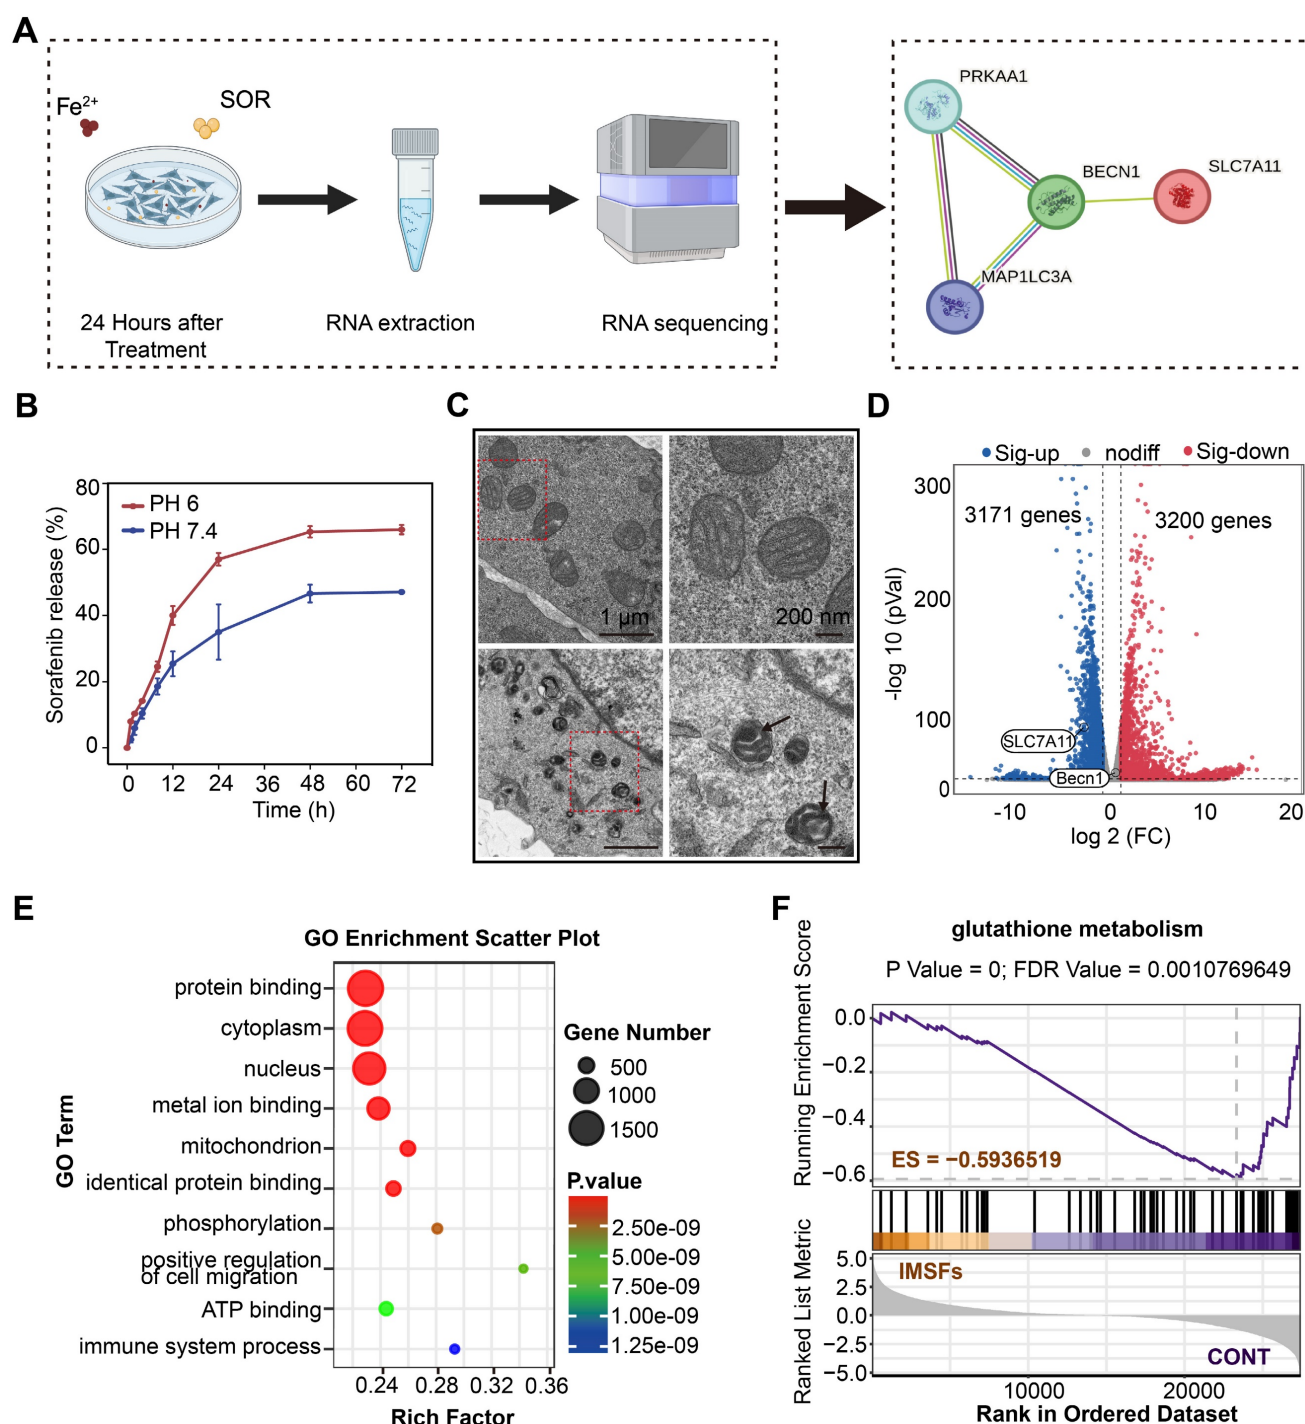 A
Fe2+
SOR
24 Hours after
Treatment
RNA extraction
RNA sequencing
PRKAA1
BECN1
SLC7A11
MAP1LC3A
B
Sorafenib release (%)
80
60
40
20
0
PH 6
PH 7.4
0 12 24 36 48 60 72
Time (h)
C
1 μm
200 nm
D
Sig-up nodiff Sig-down
3171 genes
3200 genes
-log 10 (pVal)
300
200
100
0
SLC7A11
Becn1
-10 0 10 20
log 2 (FC)
E
GO Enrichment Scatter Plot
GO Term
protein binding
cytoplasm
nucleus
metal ion binding
mitochondrion
identical protein binding
phosphorylation
positive regulation
of cell migration
ATP binding
immune system process
0.24 0.28 0.32 0.36
Rich Factor
Gene Number
500
1000
1500
P.value
2.50e-09
5.00e-09
7.50e-09
1.00e-09
1.25e-09
F
glutathione metabolism
P Value = 0; FDR Value = 0.0010769649
Running Enrichment Score
0.0
−0.2
−0.4
−0.6
ES = −0.5936519
Ranked List Metric
5.0
2.5
0.0
−2.5
−5.0
IMSFs
CONT
10000 20000
Rank in Ordered Dataset